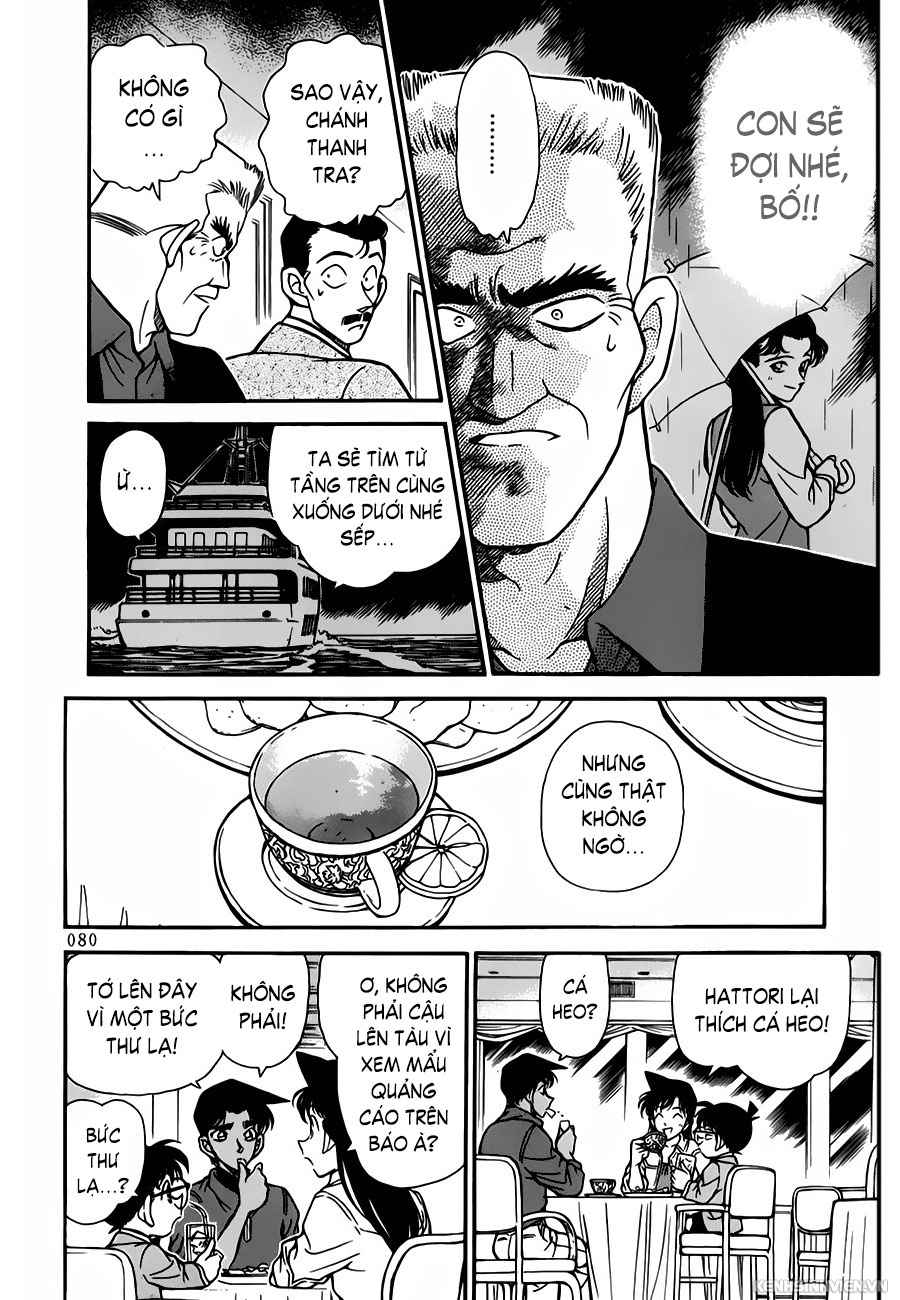 CON SẼ
ĐỢI NHÉ,
BỐ!!
..........
SAO VẬY,
CHÁNH
THANH
TRA?
KHÔNG
CÓ GÌ
...
TA SẼ TÌM TỪ
TẦNG TRÊN CÙNG
XUỐNG DƯỚI NHÉ
SẾP...
Ừ...
NHƯNG
CŨNG THẬT
KHÔNG
NGỜ...
080
HATTORI LẠI
THÍCH CÁ HEO!
CÁ
HEO?
Ơ, KHÔNG
PHẢI CẬU
LÊN TÀU VÌ
XEM MẨU
QUẢNG
CÁO TRÊN
BÁO À?
KHÔNG
PHẢI!
TỚ LÊN ĐÂY
VÌ MỘT BỨC
THƯ LẠ!
BỨC
THƯ
LẠ...?
KENHSINHVIEN.VN